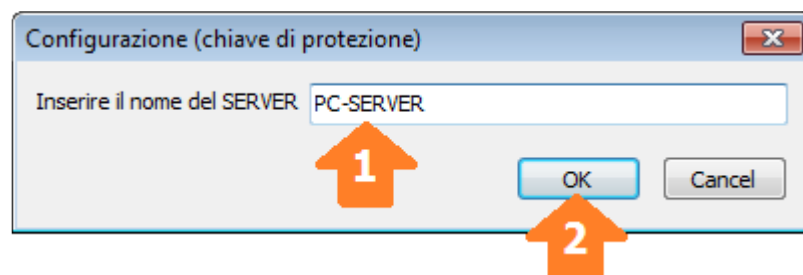 Configurazione (chiave di protezione)
Inserire il nome del SERVER PC-SERVER
1
OK Cancel
2